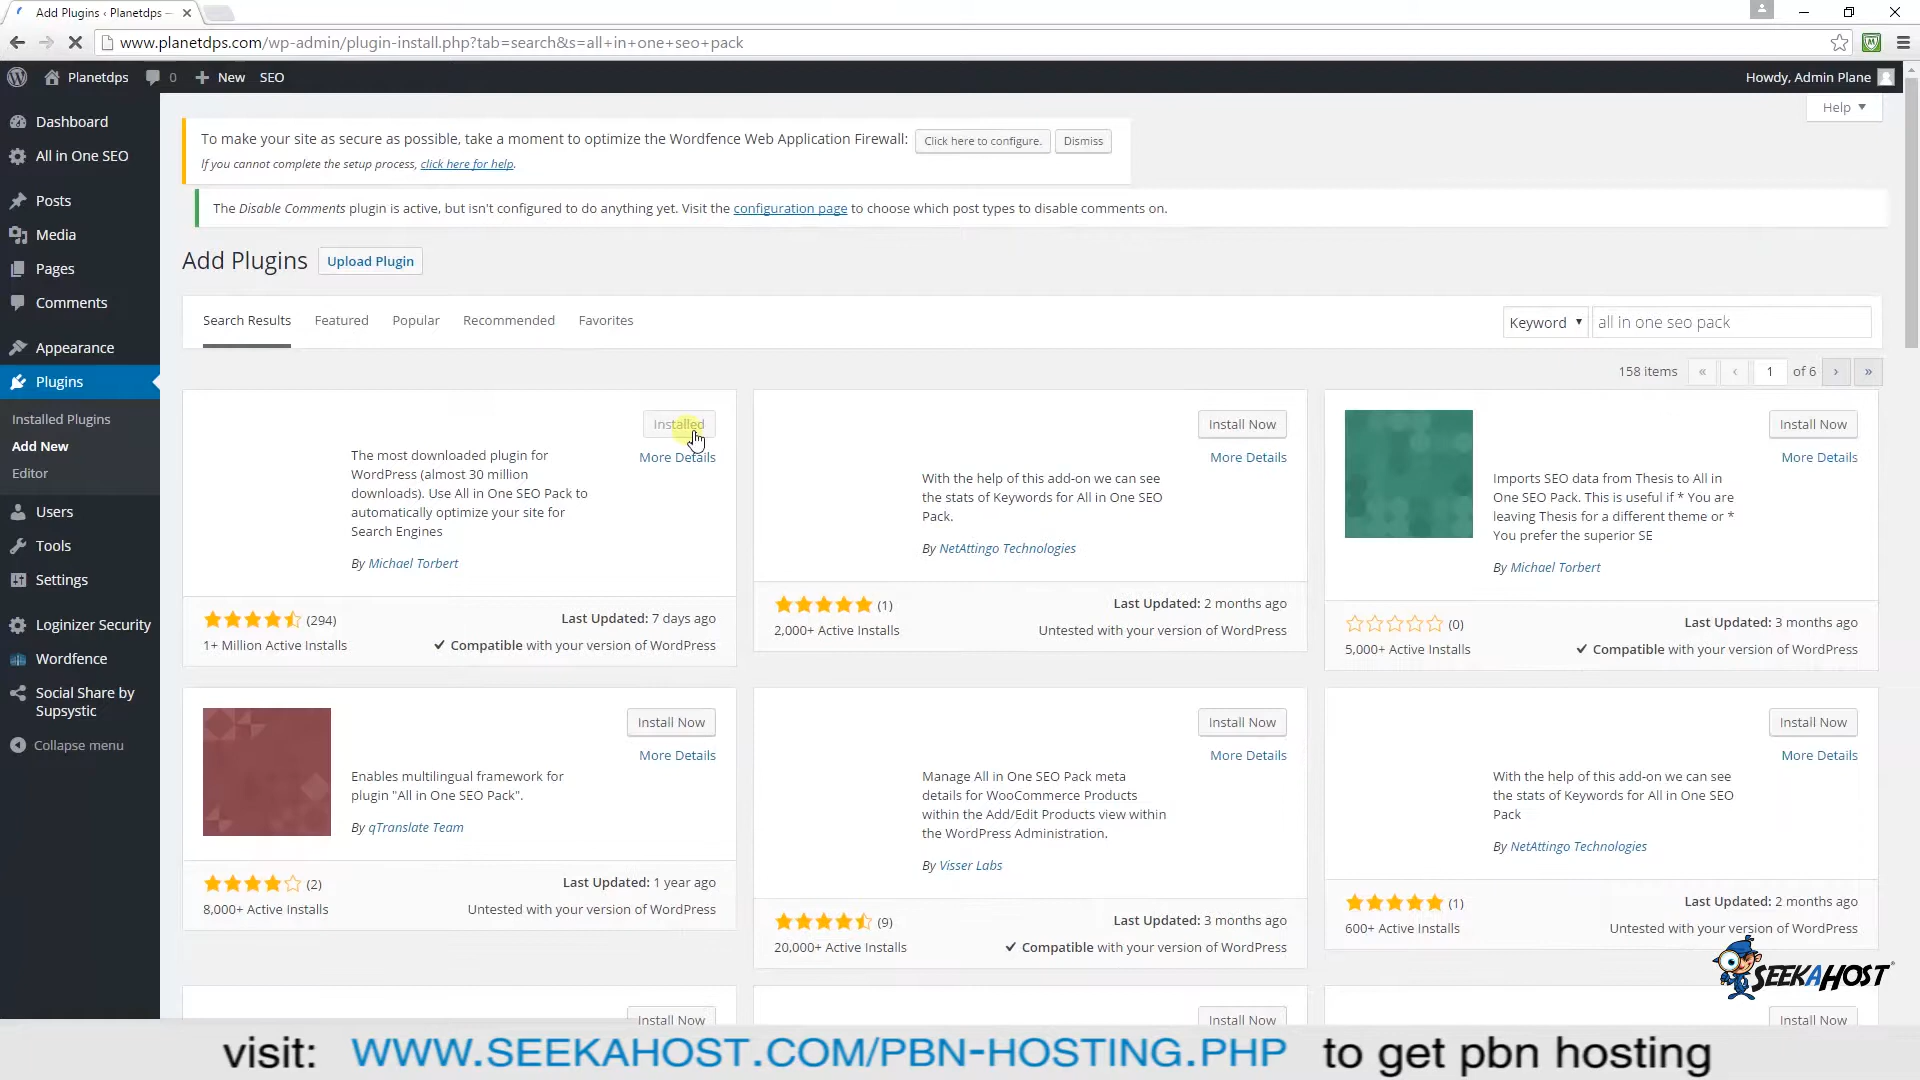 Add Plugins ‹ Planetdps —
www.planetdps.com/wp-admin/plugin-install.php?tab=search&s=all+in+one+seo+pack
Planetdps 0 New SEO Howdy, Admin Plane
Help
Dashboard
All in One SEO
Posts
Media
Pages
Comments
Appearance
Plugins
Installed Plugins
Add New
Editor
Users
Tools
Settings
Loginizer Security
Wordfence
Social Share by
Supsystic
Collapse menu
To make your site as secure as possible, take a moment to optimize the Wordfence Web Application Firewall: Click here to configure. Dismiss
If you cannot complete the setup process, click here for help.
The Disable Comments plugin is active, but isn't configured to do anything yet. Visit the configuration page to choose which post types to disable comments on.
Add Plugins Upload Plugin
Search Results Featured Popular Recommended Favorites Keyword all in one seo pack
158 items « ‹ 1 of 6 › »
Installed
More Details
The most downloaded plugin for
WordPress (almost 30 million
downloads). Use All in One SEO Pack to
automatically optimize your site for
Search Engines
By Michael Torbert
(294) Last Updated: 7 days ago
1+ Million Active Installs Compatible with your version of WordPress
Install Now
More Details
With the help of this add-on we can see
the stats of Keywords for All in One SEO
Pack.
By NetAttingo Technologies
(1) Last Updated: 2 months ago
2,000+ Active Installs Untested with your version of WordPress
Install Now
More Details
Imports SEO data from Thesis to All in
One SEO Pack. This is useful if * You are
leaving Thesis for a different theme or *
You prefer the superior SE
By Michael Torbert
(0) Last Updated: 3 months ago
5,000+ Active Installs Compatible with your version of WordPress
Install Now
More Details
Enables multilingual framework for
plugin "All in One SEO Pack".
By qTranslate Team
(2) Last Updated: 1 year ago
8,000+ Active Installs Untested with your version of WordPress
Install Now
More Details
Manage All in One SEO Pack meta
details for WooCommerce Products
within the Add/Edit Products view within
the WordPress Administration.
By Visser Labs
(9) Last Updated: 3 months ago
20,000+ Active Installs Compatible with your version of WordPress
Install Now
More Details
With the help of this add-on we can see
the stats of Keywords for All in One SEO
Pack
By NetAttingo Technologies
(1) Last Updated: 2 months ago
600+ Active Installs Untested with your version of WordPress
Install Now Install Now Install Now
SEEKAHOST
visit: WWW.SEEKAHOST.COM/PBN-HOSTING.PHP to get pbn hosting